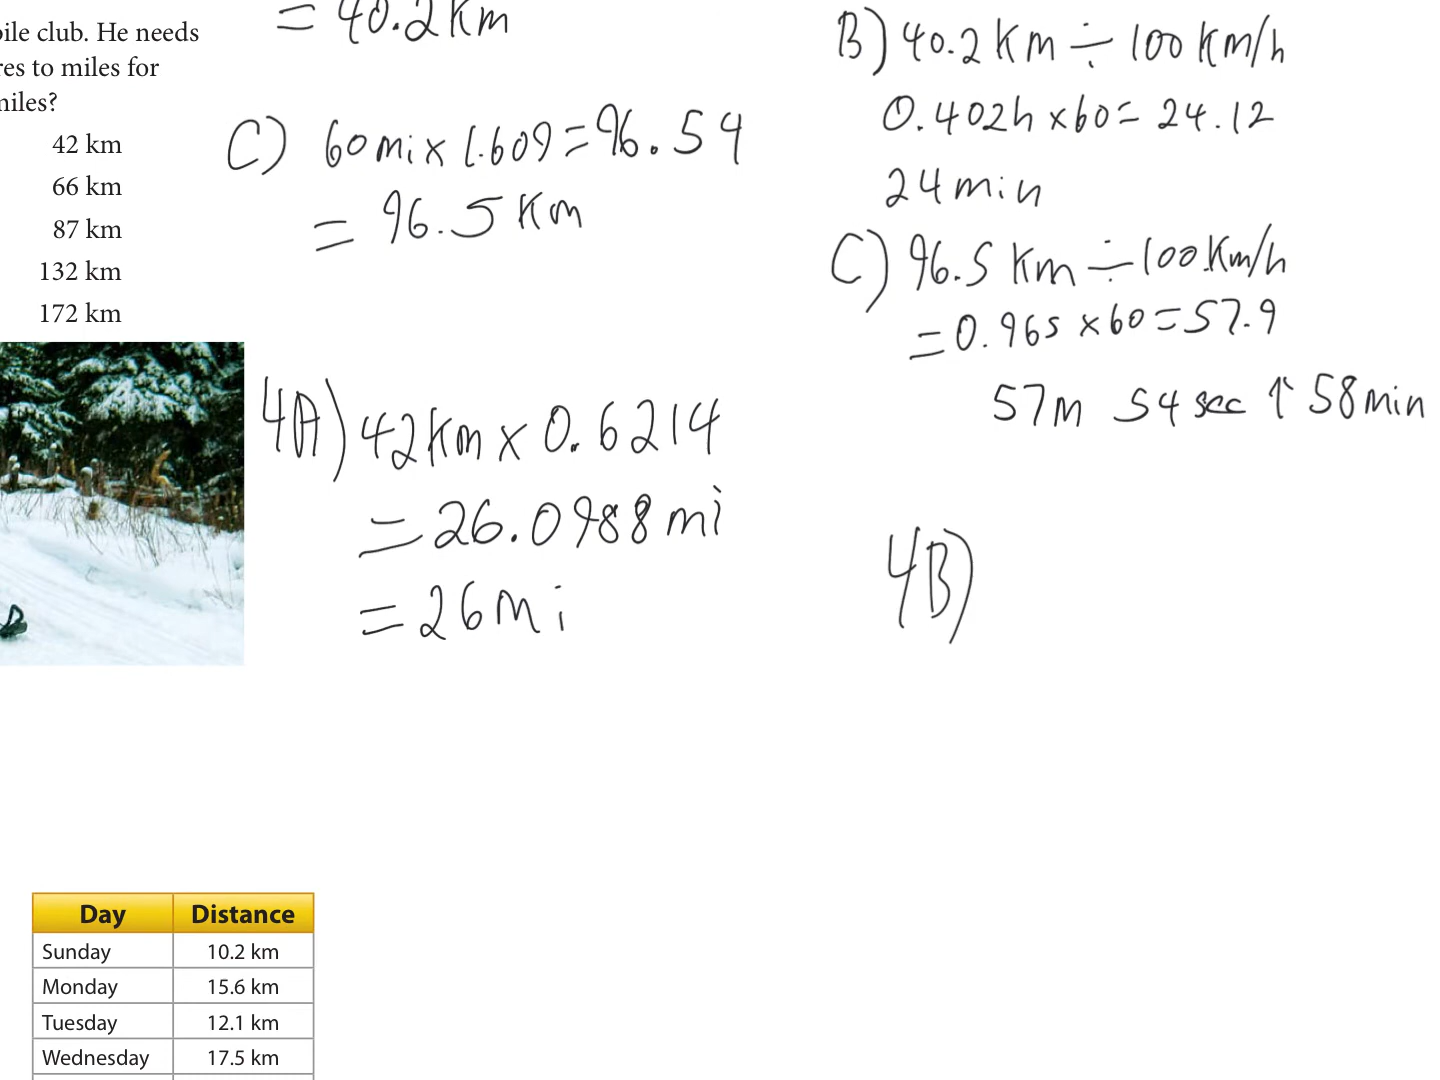 = 40.2 Km
ile club. He needs
es to miles for
niles?
42 km
66 km
87 km
132 km
172 km
C) 60mi x 1.609 = 96.54
= 96.5 Km
4A) 42km x 0.6214
= 26.0988 mi
= 26 mi
B) 40.2 Km ÷ 100 Km/h
0.402h x 60 = 24.12
24 min
C) 96.5 Km ÷ 100 Km/h
= 0.965 x 60 = 57.9
57m 54 sec ↑ 58 min
4B)
Day Distance
Sunday 10.2 km
Monday 15.6 km
Tuesday 12.1 km
Wednesday 17.5 km